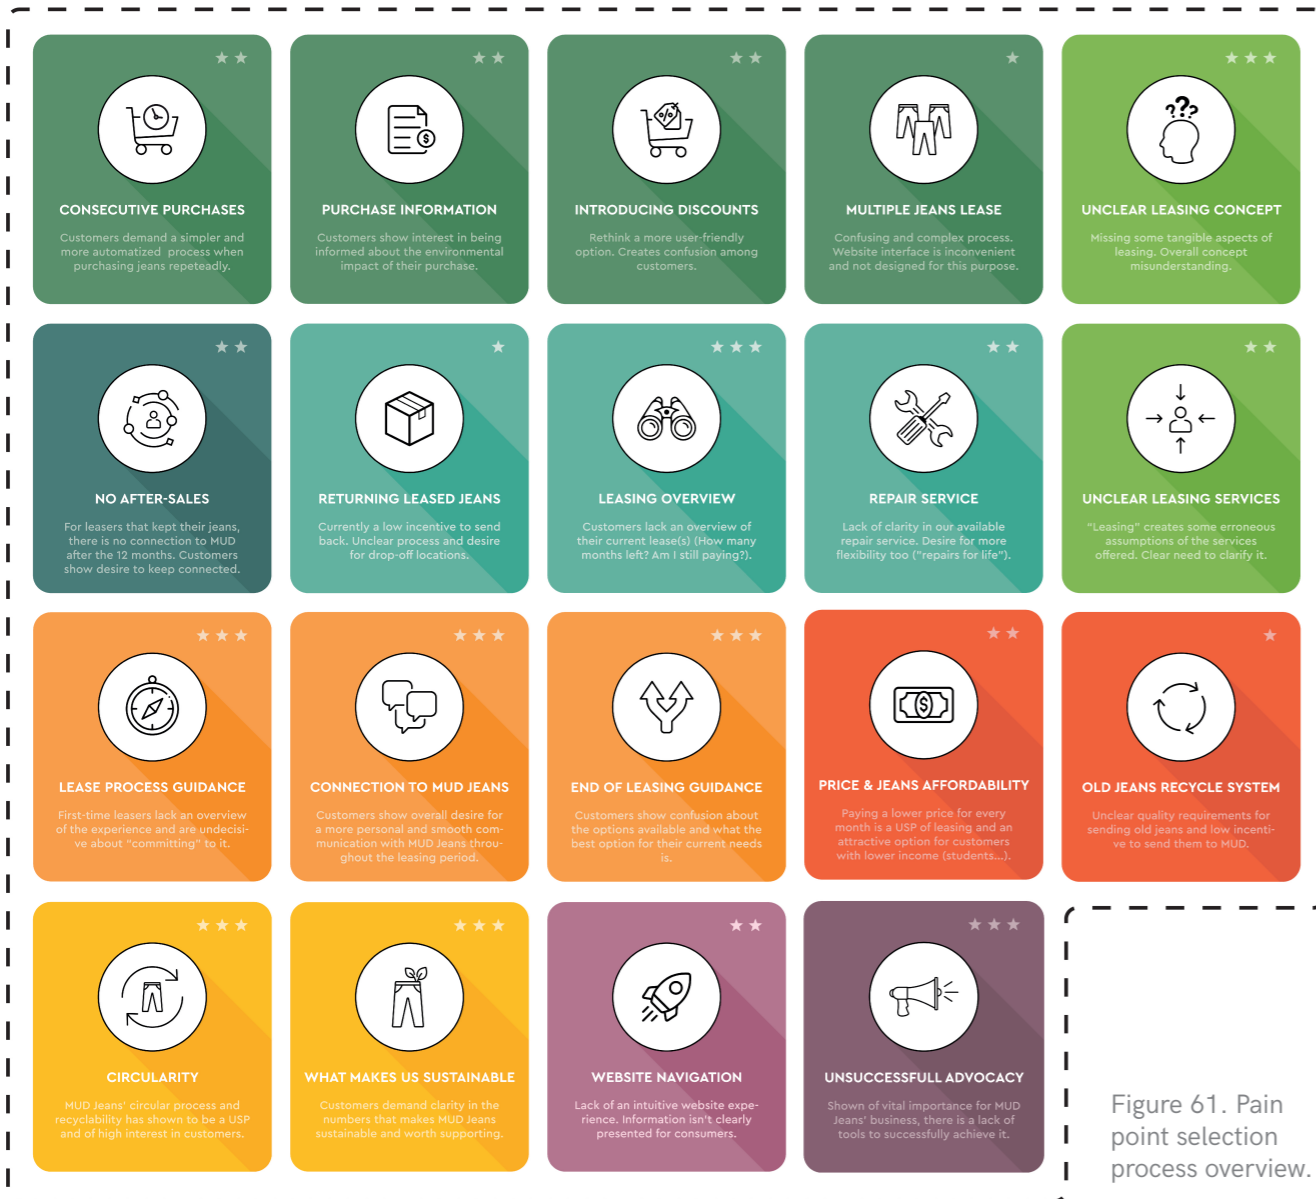 CONSECUTIVE PURCHASES
Customers demand a simpler and
more automatized process when
purchasing jeans repeteadly.
PURCHASE INFORMATION
Customers show interest in being
informed about the environmental
impact of their purchase.
INTRODUCING DISCOUNTS
Rethink a more user-friendly
option. Creates confusion among
customers.
MULTIPLE JEANS LEASE
Confusing and complex process.
Website interface is inconvenient
and not designed for this purpose.
UNCLEAR LEASING CONCEPT
Missing some tangible aspects of
leasing. Overall concept
misunderstanding.
NO AFTER-SALES
For leasers that kept their jeans,
there is no connection to MUD
after the 12 months. Customers
show desire to keep connected.
RETURNING LEASED JEANS
Currently a low incentive to send
back. Unclear process and desire
for drop-off locations.
LEASING OVERVIEW
Customers lack an overview of
their current lease(s) (How many
months left? Am I still paying?).
REPAIR SERVICE
Lack of clarity in our available
repair service. Desire for more
flexibility too ("repairs for life").
UNCLEAR LEASING SERVICES
"Leasing" creates some erroneous
assumptions of the services
offered. Clear need to clarify it.
LEASE PROCESS GUIDANCE
First-time leasers lack an overview
of the experience and are undecisi-
ve about "committing" to it.
CONNECTION TO MUD JEANS
Customers show overall desire for
a more personal and smooth com-
munication with MUD Jeans throu-
ghout the leasing period.
END OF LEASING GUIDANCE
Customers show confusion about
the options available and what the
best option for their current needs
is.
PRICE & JEANS AFFORDABILITY
Paying a lower price for every
month is a USP of leasing and an
attractive option for customers
with lower income (students...).
OLD JEANS RECYCLE SYSTEM
Unclear quality requirements for
sending old jeans and low incenti-
ve to send them to MUD.
CIRCULARITY
MUD Jeans' circular process and
recyclability has shown to be a USP
and of high interest in customers.
WHAT MAKES US SUSTAINABLE
Customers demand clarity in the
numbers that makes MUD Jeans
sustainable and worth supporting.
WEBSITE NAVIGATION
Lack of an intuitive website expe-
rience. Information isn't clearly
presented for consumers.
UNSUCCESSFULL ADVOCACY
Shown of vital importance for MUD
Jeans' business, there is a lack of
tools to successfully achieve it.
Figure 61. Pain
point selection
process overview.